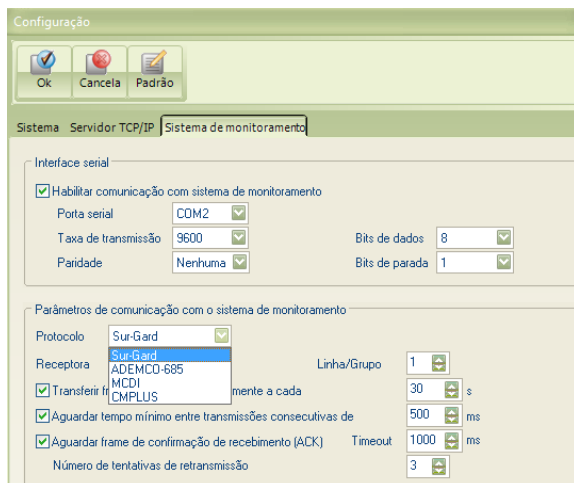 Configuração
Ok Cancela Padrão
Sistema Servidor TCP/IP Sistema de monitoramento
Interface serial
Habilitar comunicação com sistema de monitoramento
Porta serial COM2
Taxa de transmissão 9600 Bits de dados 8
Paridade Nenhuma Bits de parada 1
Parâmetros de comunicação com o sistema de monitoramento
Protocolo Sur-Gard
Sur-Gard
Receptora Linha/Grupo 1
ADEMCO-685
MCDI
Transferir mente a cada 30 s
CMPLUS
Aguardar tempo mínimo entre transmissões consecutivas de 500 ms
Aguardar frame de confirmação de recebimento (ACK) Timeout 1000 ms
Número de tentativas de retransmissão 3